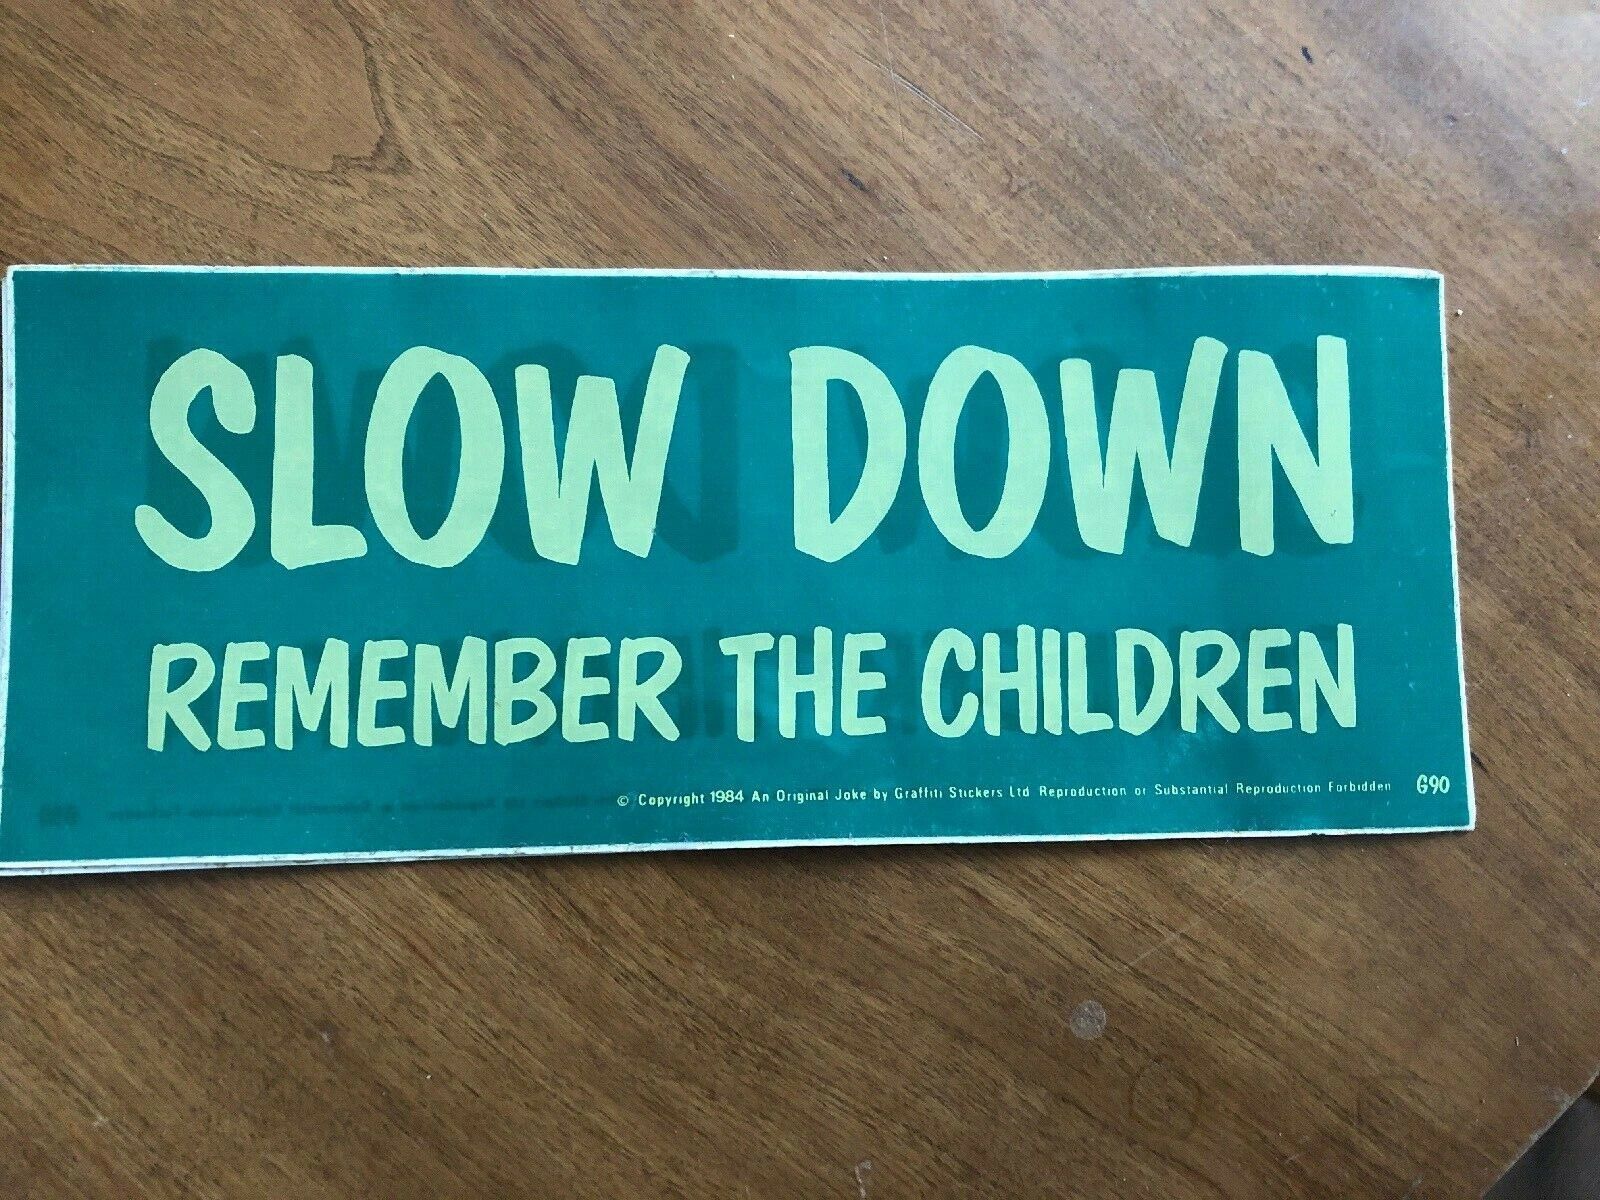 SLOW DOWN
REMEMBER THE CHILDREN
© Copyright 1984 An Original Joke by Graffiti Stickers Ltd Reproduction or Substantial Reproduction Forbidden G90